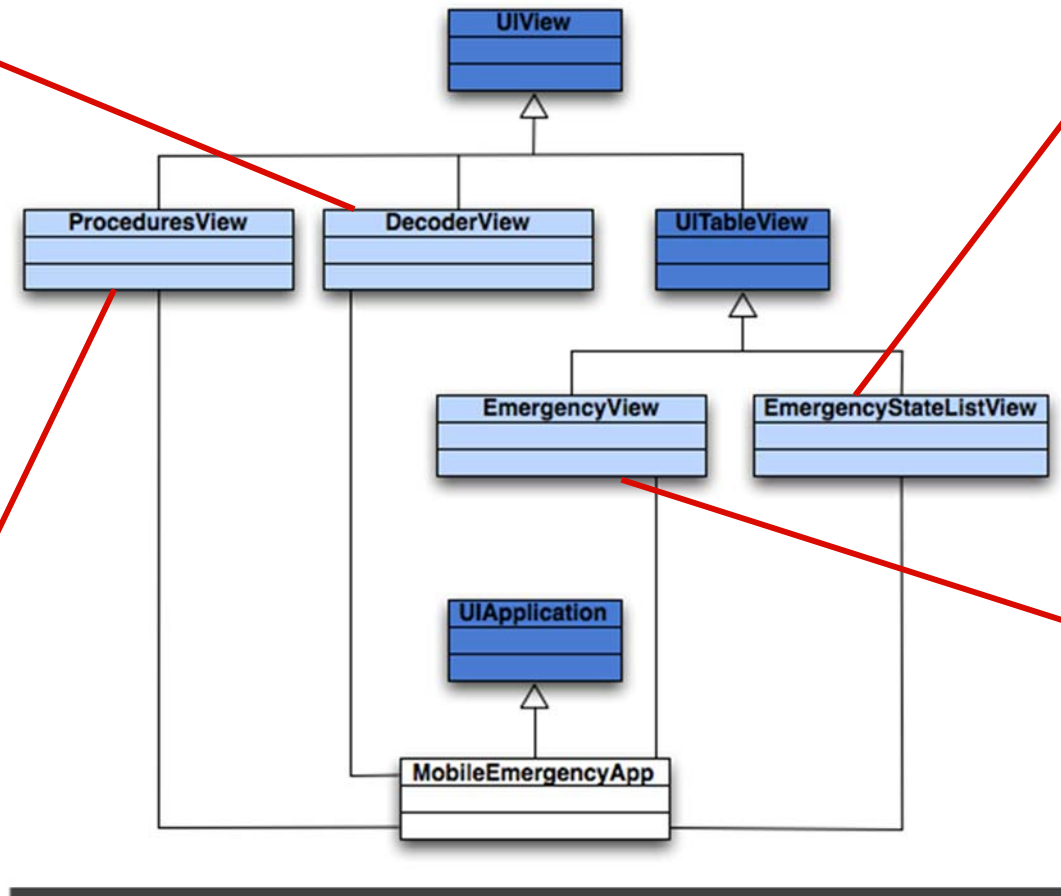 UIView
ProceduresView
DecoderView
UITableView
EmergencyView
EmergencyStateListView
UIApplication
MobileEmergencyApp